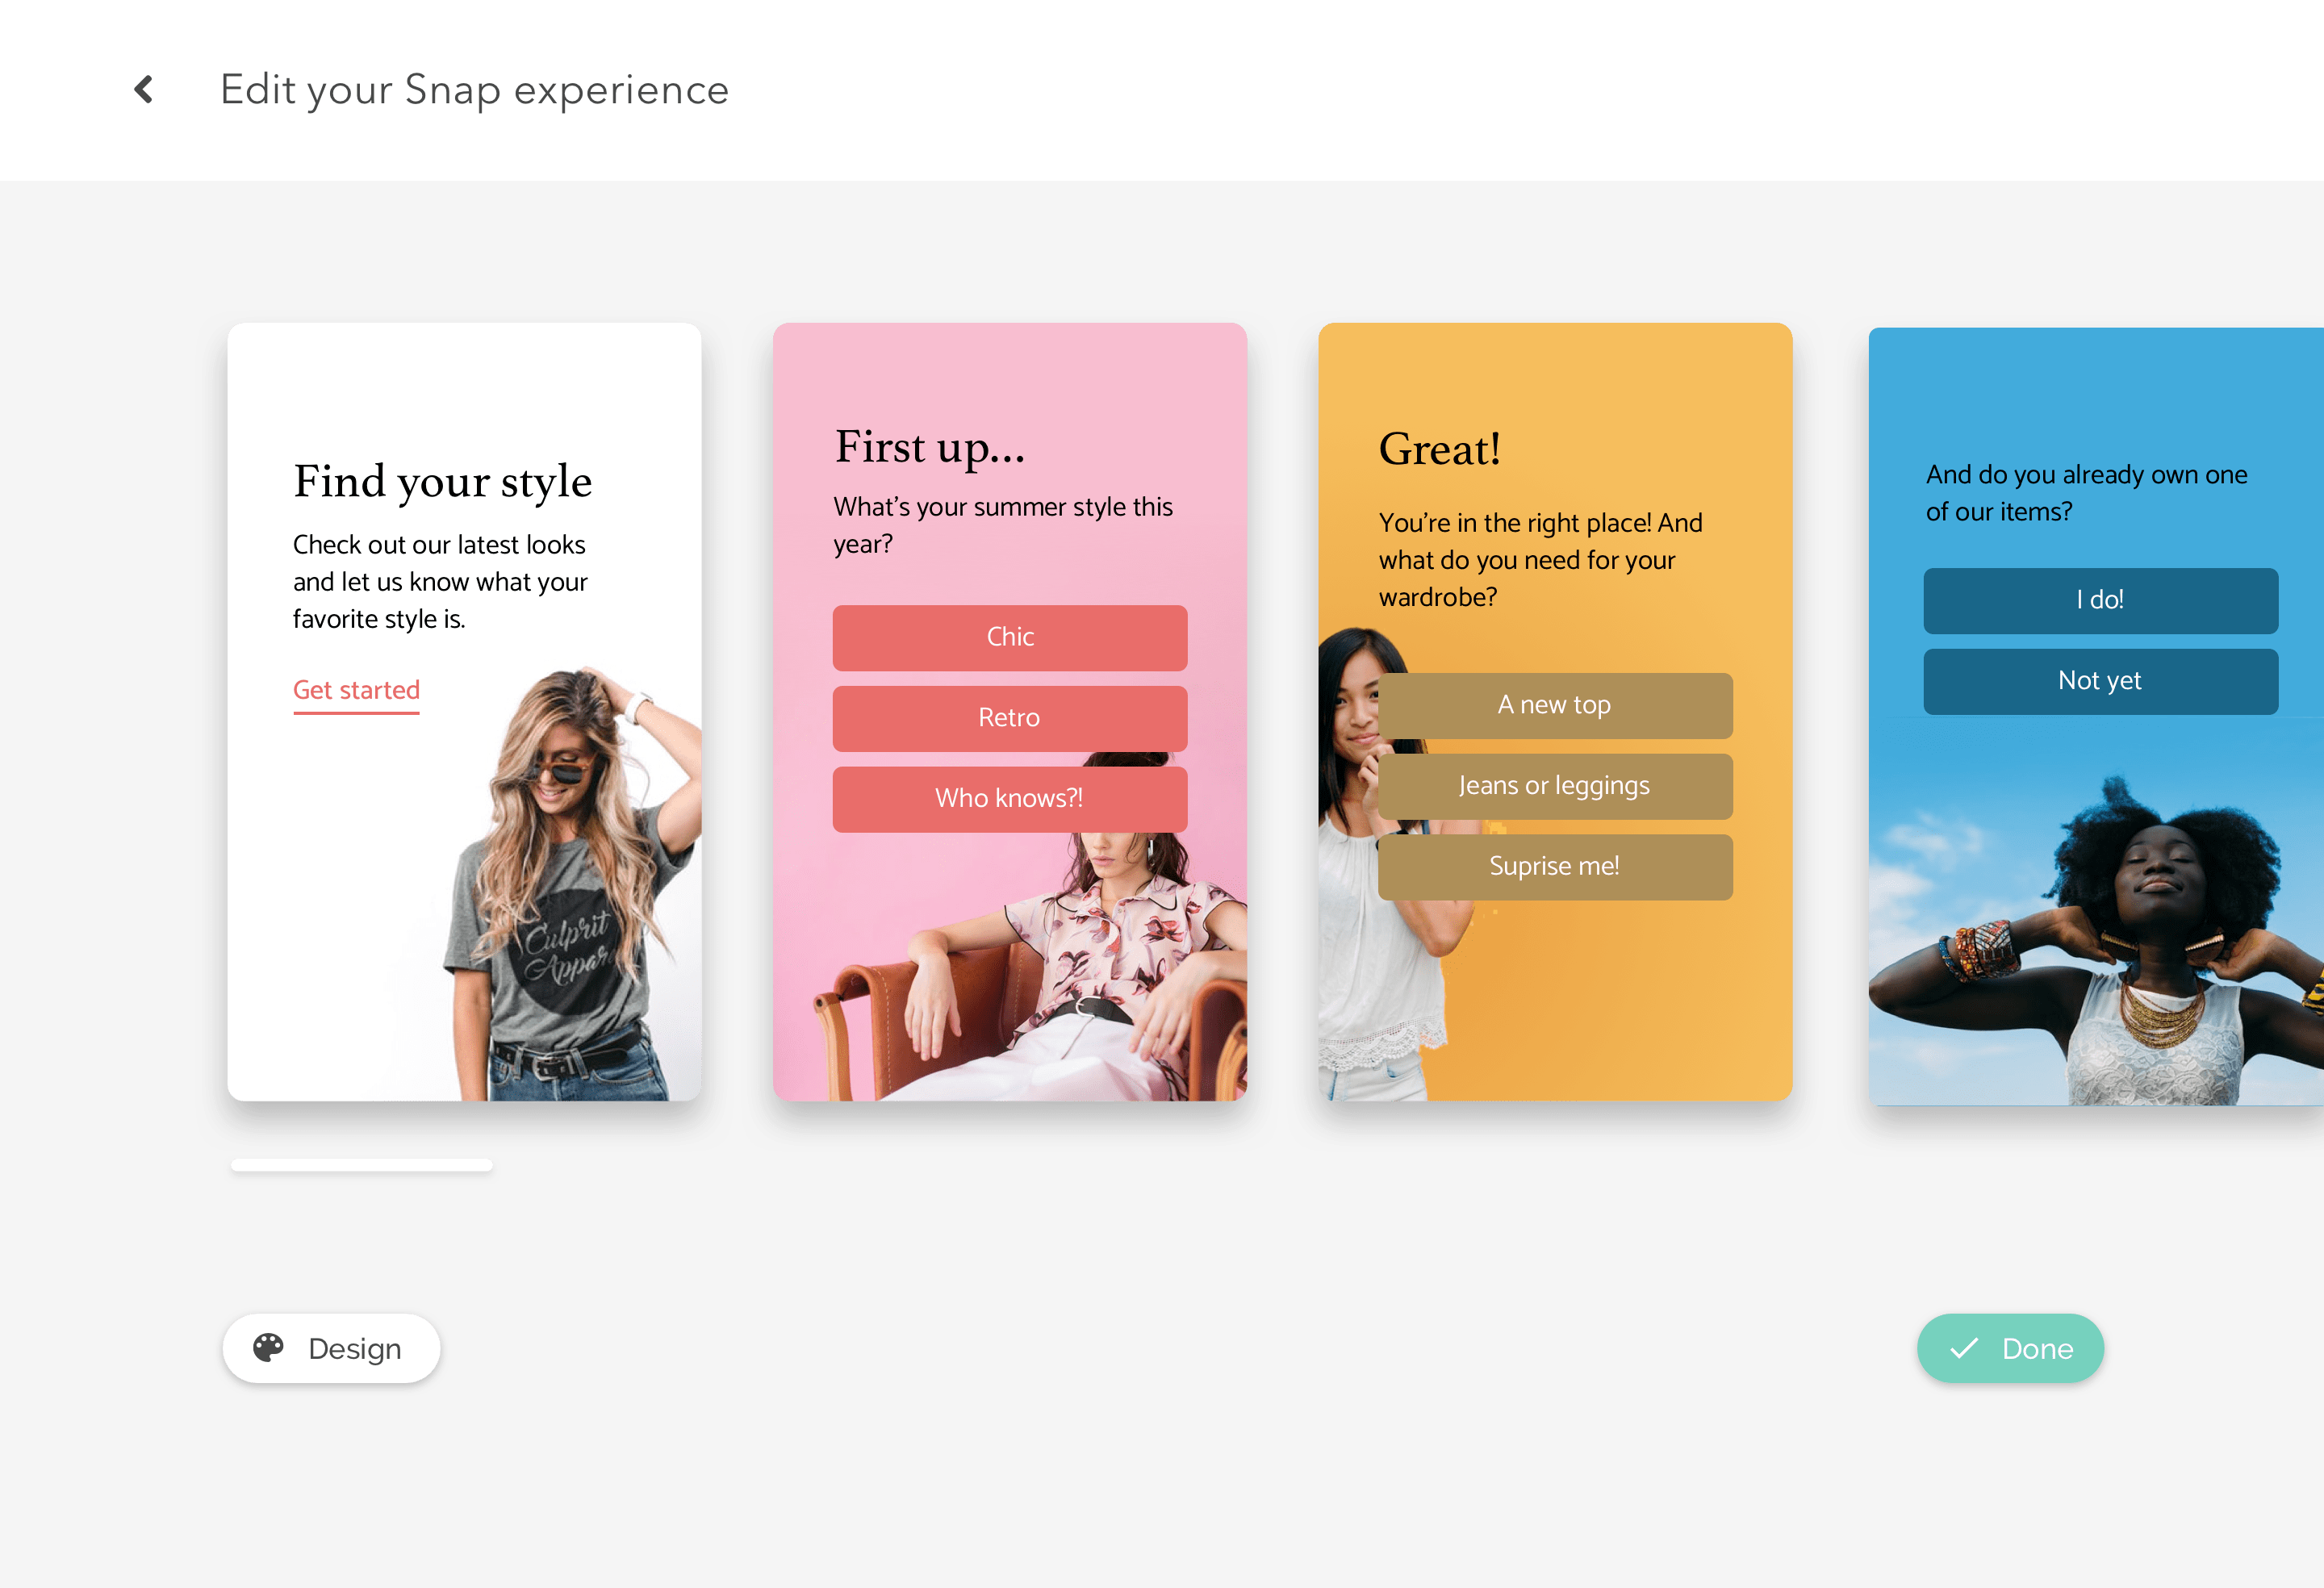 Edit your Snap experience
Find your style
Check out our latest looks
and let us know what your
favorite style is.
Get started
Culprit
Appar
First up...
What’s your summer style this
year?
Chic
Retro
Who knows?!
Great!
You’re in the right place! And
what do you need for your
wardrobe?
A new top
Jeans or leggings
Suprise me!
And do you already own one
of our items?
I do!
Not yet
Design
Done